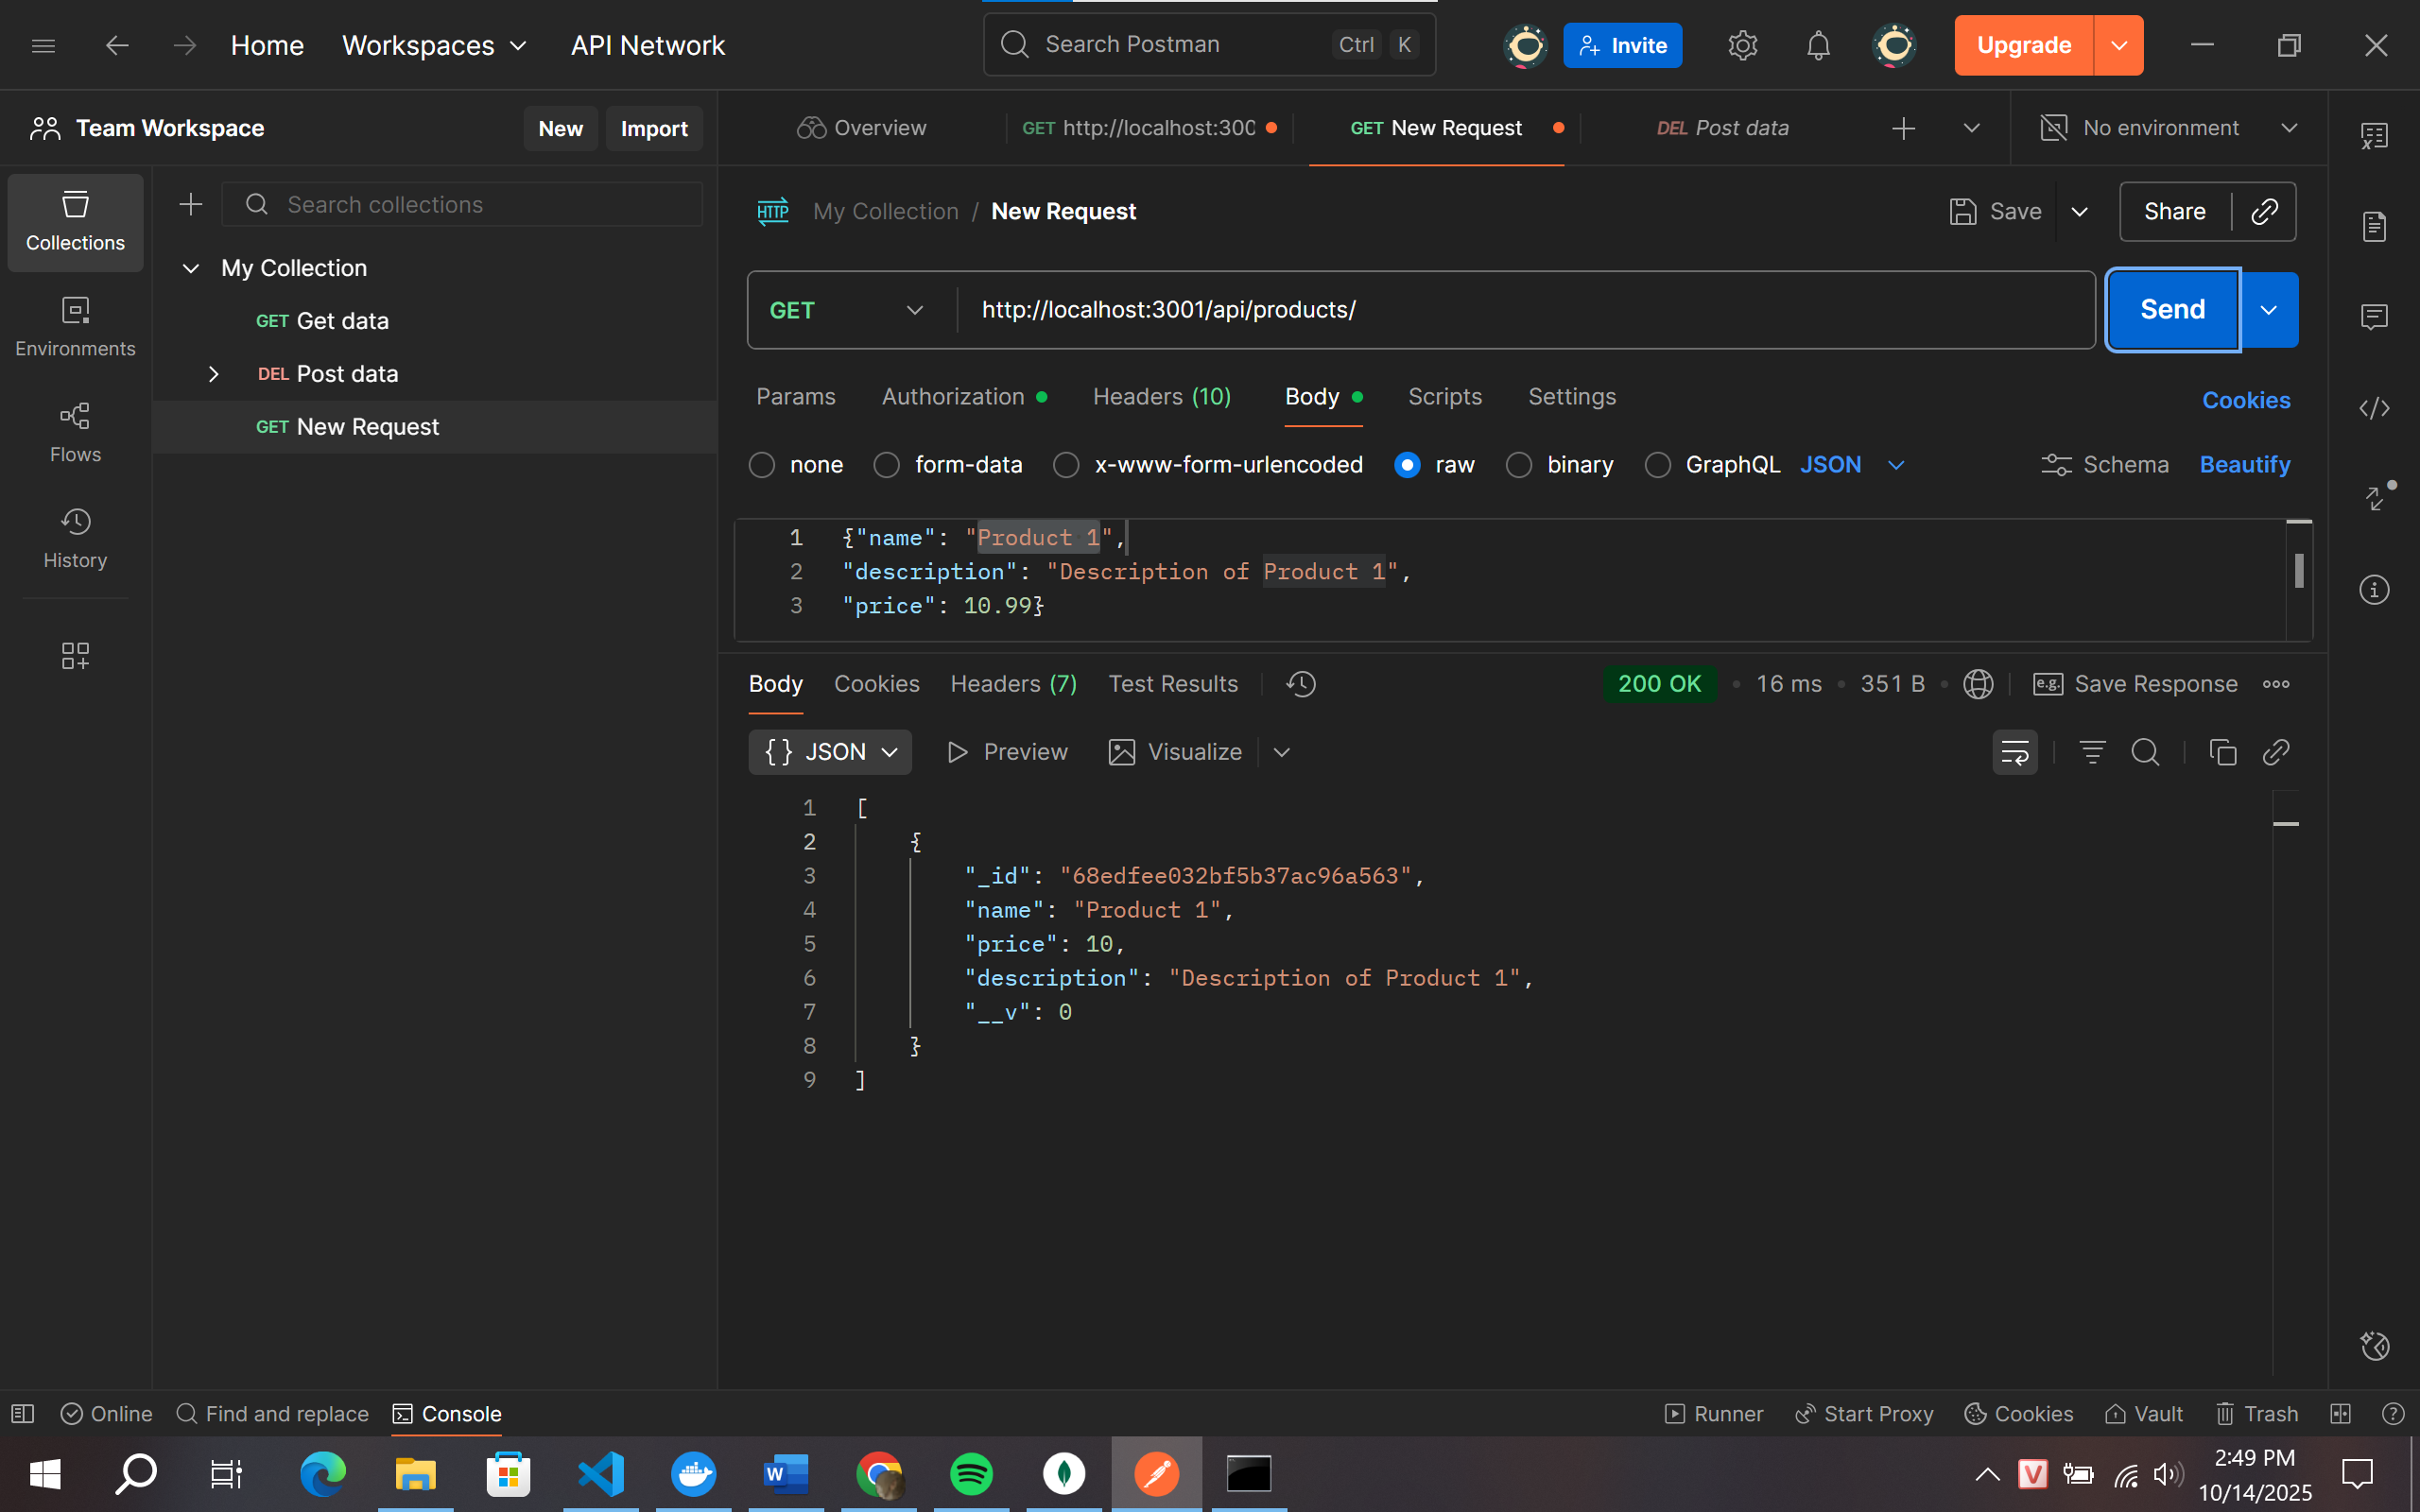 Home Workspaces API Network Search Postman Ctrl K Invite Upgrade
Team Workspace New Import Overview GET http://localhost:300 GET New Request DEL Post data No environment
Collections
Environments
Flows
History
Search collections
My Collection
GET Get data
DEL Post data
GET New Request
HTTP My Collection / New Request Save Share
GET http://localhost:3001/api/products/ Send
Params Authorization Headers (10) Body Scripts Settings Cookies
none form-data x-www-form-urlencoded raw binary GraphQL JSON Schema Beautify
1 {"name": "Product 1",
2 "description": "Description of Product 1",
3 "price": 10.99}
Body Cookies Headers (7) Test Results 200 OK • 16 ms • 351 B • e.g. Save Response
{} JSON Preview Visualize
1 [
2 {
3 "_id": "68edfee032bf5b37ac96a563",
4 "name": "Product 1",
5 "price": 10,
6 "description": "Description of Product 1",
7 "__v": 0
8 }
9 ]
Online Find and replace Console Runner Start Proxy Cookies Vault Trash
W V 2:49 PM
10/14/2025